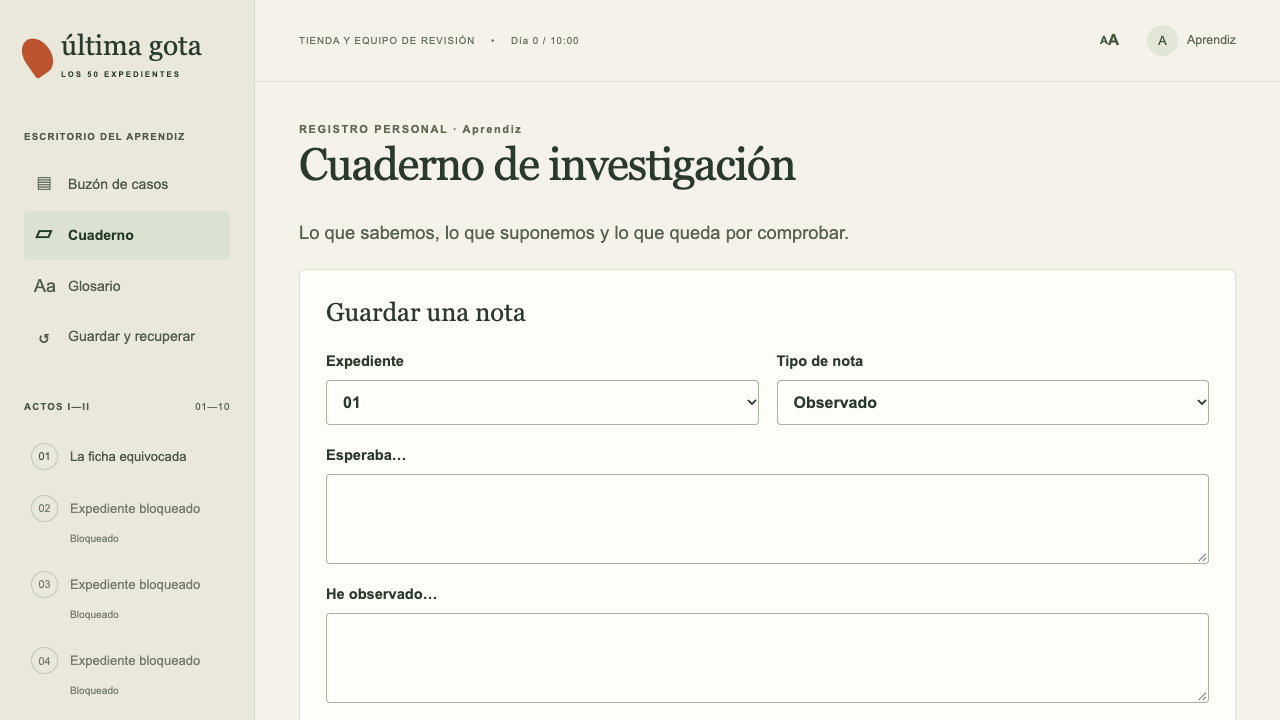 última gota
LOS 50 EXPEDIENTES
ESCRITORIO DEL APRENDIZ
Buzón de casos
Cuaderno
Aa Glosario
Guardar y recuperar
ACTOS I—II 01—10
01 La ficha equivocada
02 Expediente bloqueado
Bloqueado
03 Expediente bloqueado
Bloqueado
04 Expediente bloqueado
Bloqueado
TIENDA Y EQUIPO DE REVISIÓN • Día 0 / 10:00
AA A Aprendiz
REGISTRO PERSONAL · Aprendiz
Cuaderno de investigación
Lo que sabemos, lo que suponemos y lo que queda por comprobar.
Guardar una nota
Expediente Tipo de nota
01 Observado
Esperaba…
He observado…